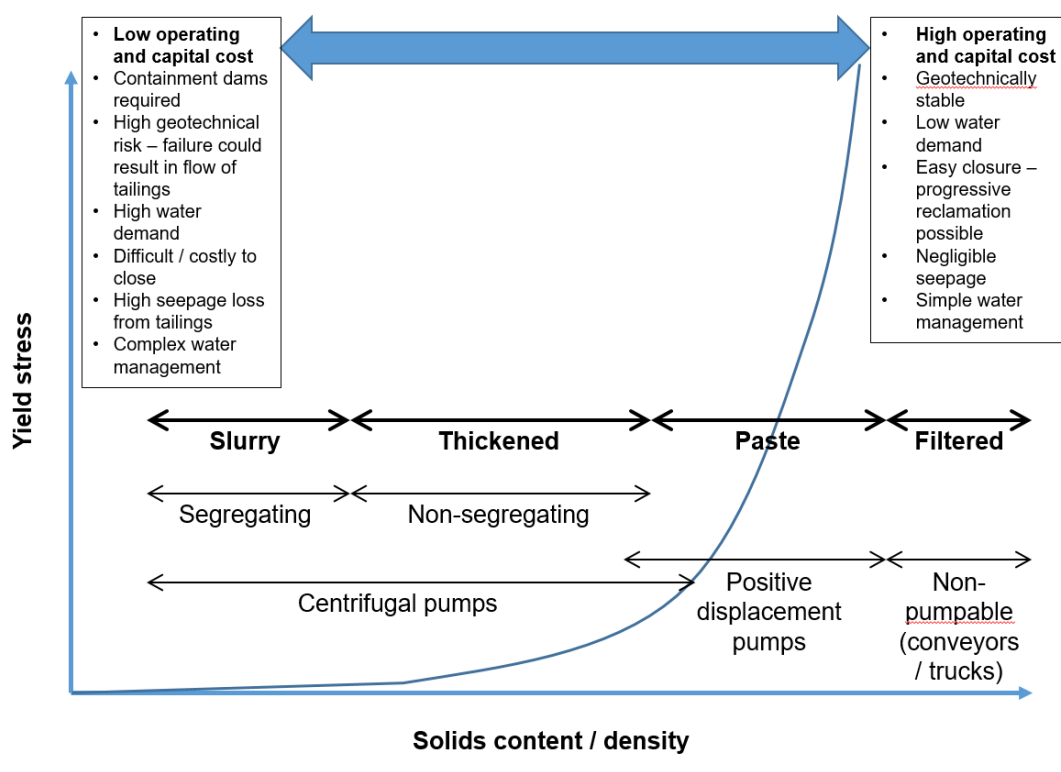 • Low operating
and capital cost
• Containment dams
required
• High geotechnical
risk – failure could
result in flow of
tailings
• High water
demand
• Difficult / costly to
close
• High seepage loss
from tailings
• Complex water
management
• High operating
and capital cost
• Geotechnically
stable
• Low water
demand
• Easy closure –
progressive
reclamation
possible
• Negligible
seepage
• Simple water
management
Yield stress
Slurry
Thickened
Paste
Filtered
Segregating
Non-segregating
Centrifugal pumps
Positive
displacement
pumps
Non-
pumpable
(conveyors
/ trucks)
Solids content / density